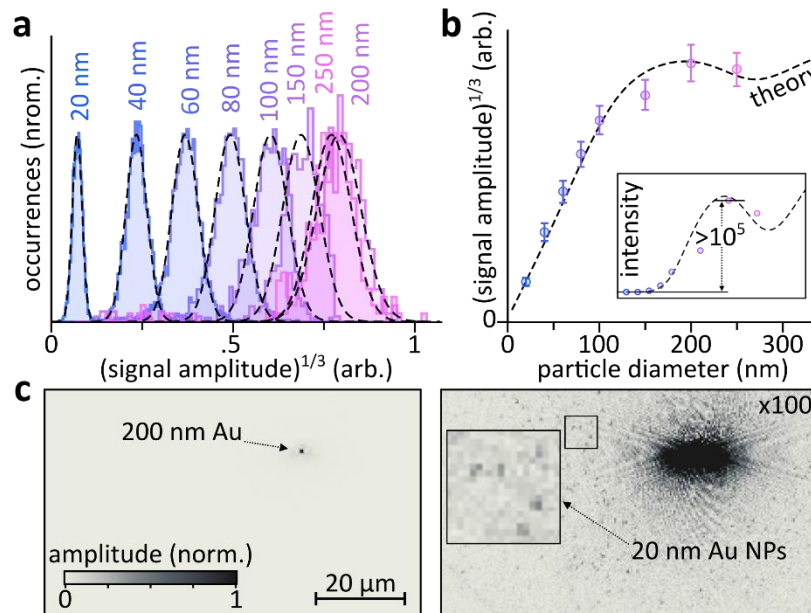 a
20 nm
40 nm
60 nm
80 nm
100 nm
150 nm
250 nm
200 nm
occurrences (nrom.)
0
.5
1
(signal amplitude)1/3 (arb.)
b
(signal amplitude)1/3 (arb.)
theory
intensity
>10⁵
0
0
100
200
300
particle diameter (nm)
c
200 nm Au
amplitude (norm.)
0
1
20 µm
x100
20 nm Au NPs